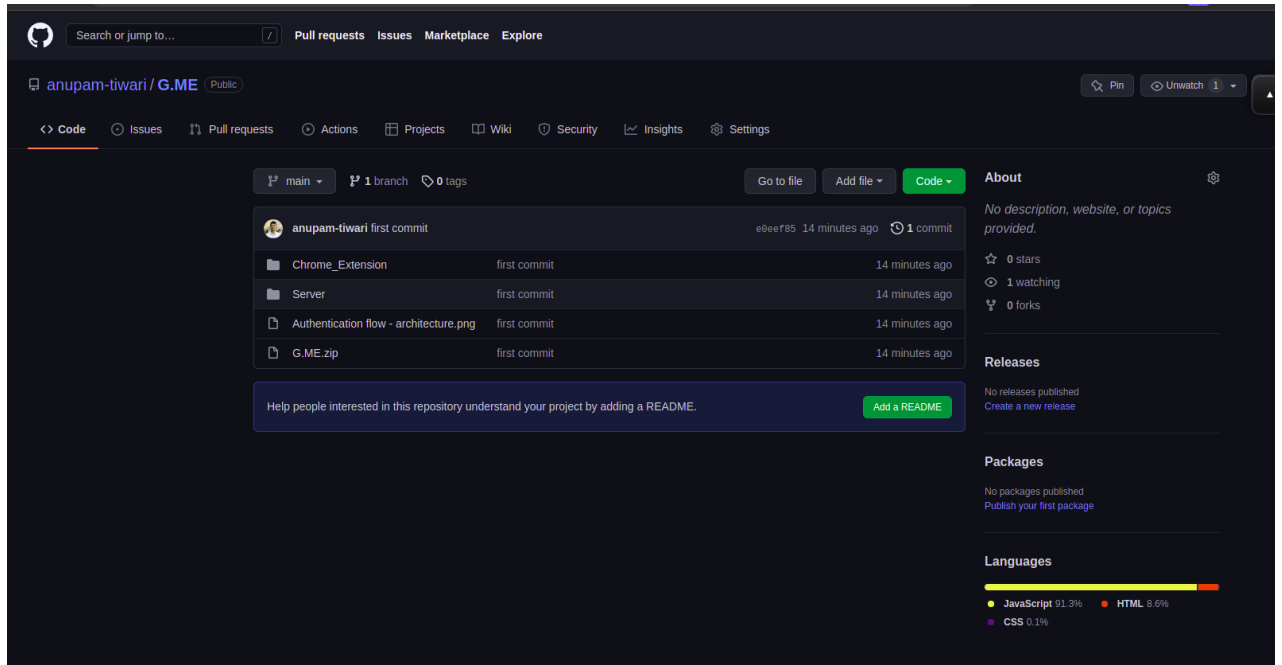 Search or jump to… /
Pull requests Issues Marketplace Explore
anupam-tiwari / G.ME Public
Pin Unwatch 1
Code Issues Pull requests Actions Projects Wiki Security Insights Settings
main 1 branch 0 tags
Go to file Add file Code
anupam-tiwari first commit e0eef85 14 minutes ago 1 commit
Chrome_Extension first commit 14 minutes ago
Server first commit 14 minutes ago
Authentication flow - architecture.png first commit 14 minutes ago
G.ME.zip first commit 14 minutes ago
Help people interested in this repository understand your project by adding a README. Add a README
About
No description, website, or topics
provided.
0 stars
1 watching
0 forks
Releases
No releases published
Create a new release
Packages
No packages published
Publish your first package
Languages
JavaScript 91.3% HTML 8.6%
CSS 0.1%